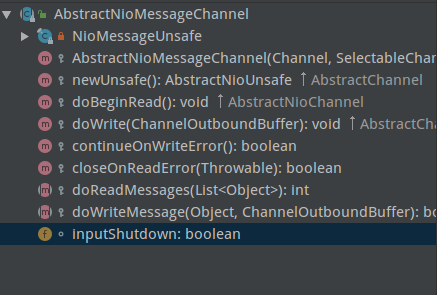 AbstractNioMessageChannel
NioMessageUnsafe
AbstractNioMessageChannel(Channel, SelectableChan
newUnsafe(): AbstractNioUnsafe ↑AbstractChannel
doBeginRead(): void ↑AbstractNioChannel
doWrite(ChannelOutboundBuffer): void ↑AbstractCha
continueOnWriteError(): boolean
closeOnReadError(Throwable): boolean
doReadMessages(List<Object>): int
doWriteMessage(Object, ChannelOutboundBuffer): bo
inputShutdown: boolean